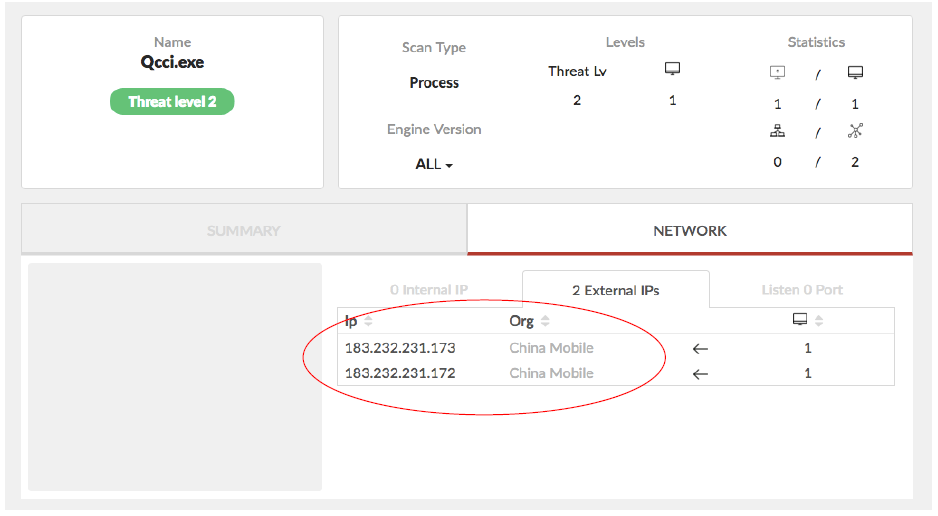 Name
Qcci.exe
Threat level 2
Scan Type
Process
Engine Version
ALL
Levels
Threat Lv
2 1
Statistics
/
1 / 1
/
0 / 2
SUMMARY
NETWORK
0 Internal IP
2 External IPs
Listen 0 Port
Ip Org
183.232.231.173 China Mobile ← 1
183.232.231.172 China Mobile ← 1